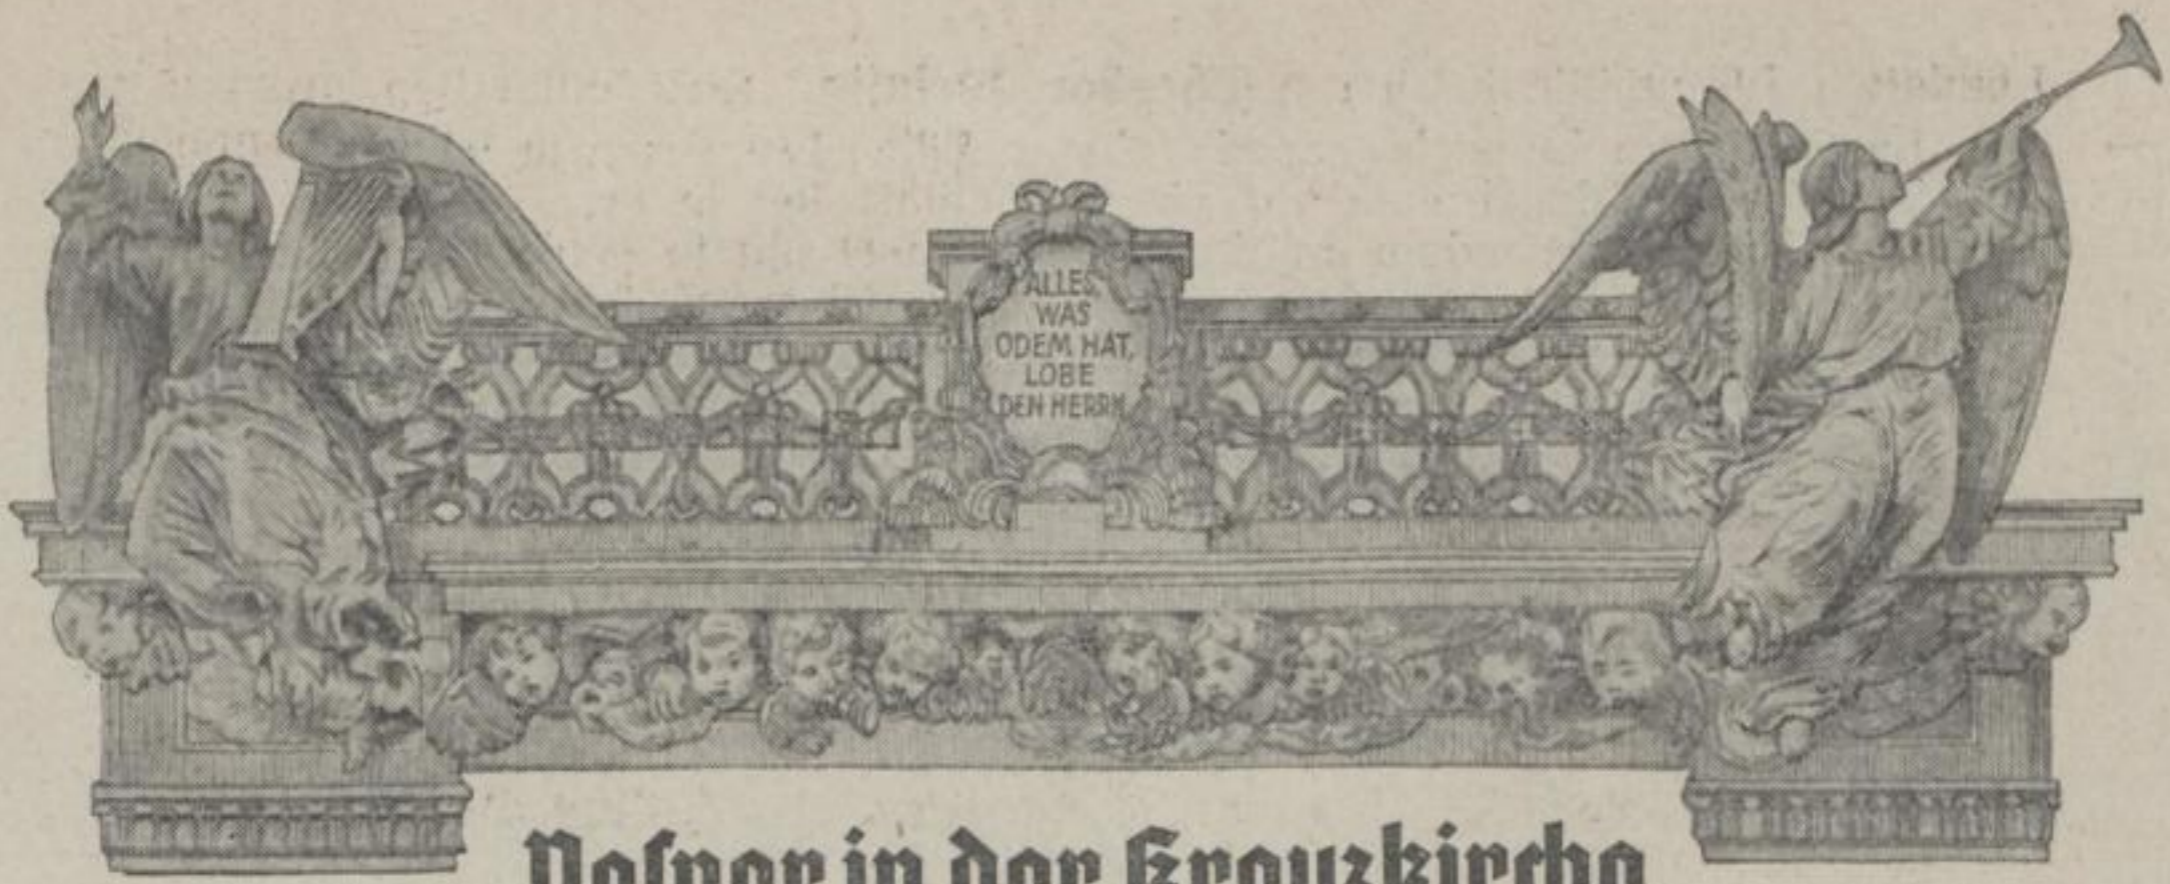 ALLES,
WAS
ODEM HAT,
LOBE
DEN HERRN
Vesper in der Kreuzkirche